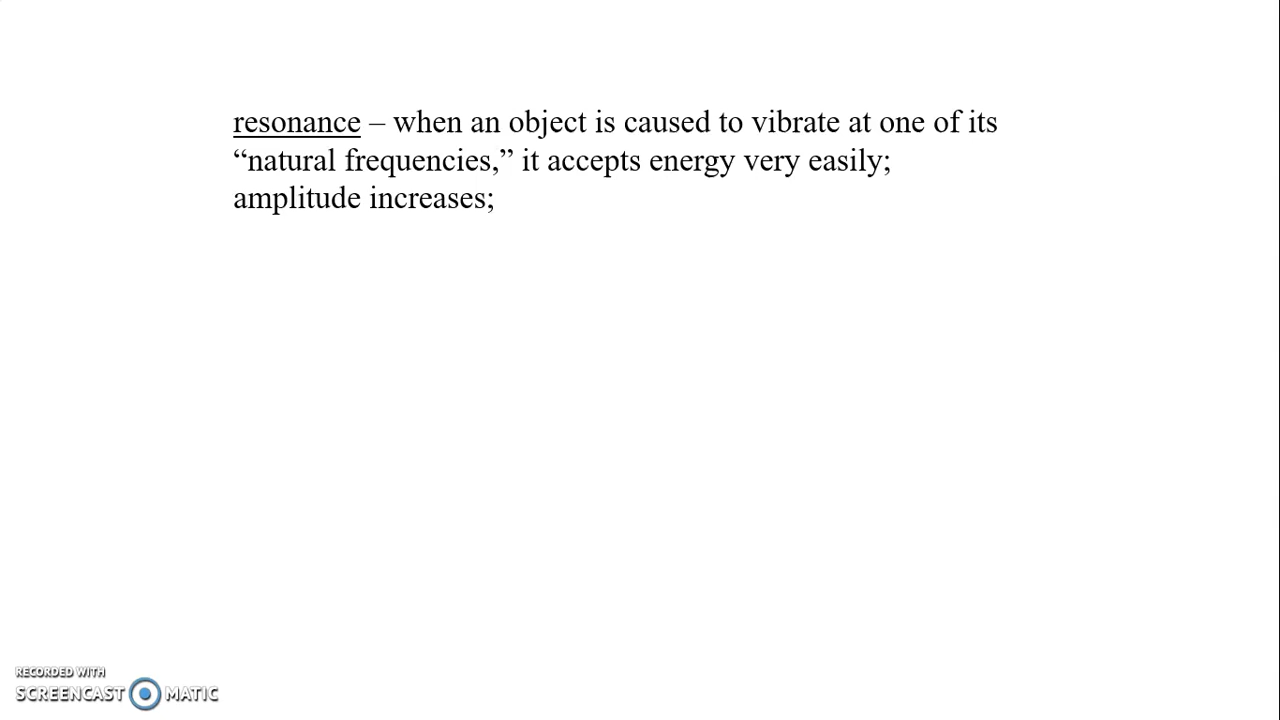 resonance – when an object is caused to vibrate at one of its
“natural frequencies,” it accepts energy very easily;
amplitude increases;
RECORDED WITH
SCREENCAST MATIC